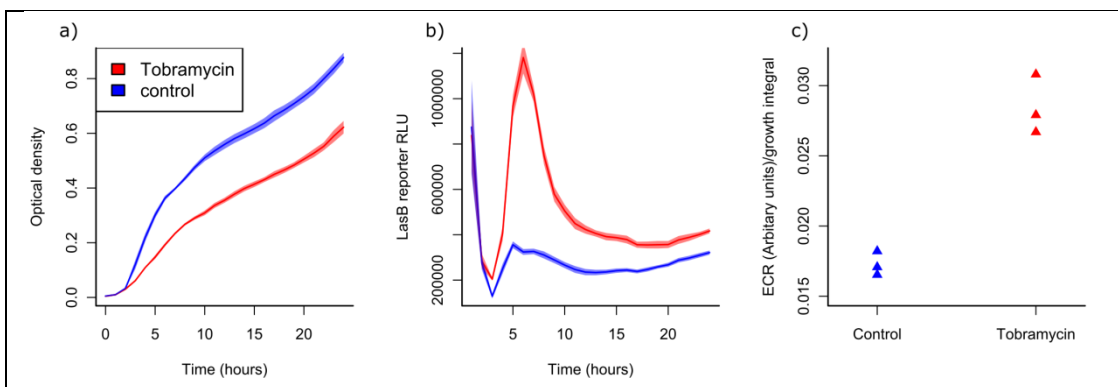 a)
Tobramycin
control
0.0 0.2 0.4 0.6 0.8
Optical density
0 5 10 15 20
Time (hours)
b)
200000 400000 600000 1000000
LasB reporter RLU
5 10 15 20
Time (hours)
c)
0.015 0.020 0.025 0.030
ECR (Arbitary units)/growth integral
Control Tobramycin